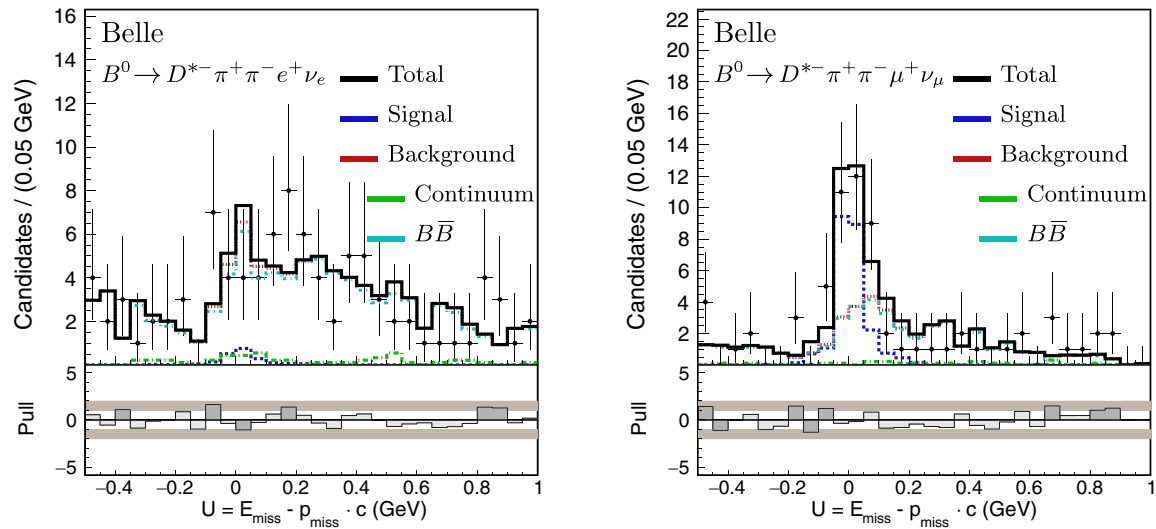 Belle
B⁰ → D*⁻ π⁺ π⁻ e⁺ νₑ
Total
Signal
Background
Continuum
BB̅
Candidates / (0.05 GeV)
16
14
12
10
8
6
4
2
Pull
5
0
−5
−0.4 −0.2 0 0.2 0.4 0.6 0.8 1
U = E_miss - p_miss · c (GeV)
Belle
B⁰ → D*⁻ π⁺ π⁻ μ⁺ ν_μ
Total
Signal
Background
Continuum
BB̅
Candidates / (0.05 GeV)
22
20
18
16
14
12
10
8
6
4
2
Pull
5
0
−5
−0.4 −0.2 0 0.2 0.4 0.6 0.8 1
U = E_miss - p_miss · c (GeV)